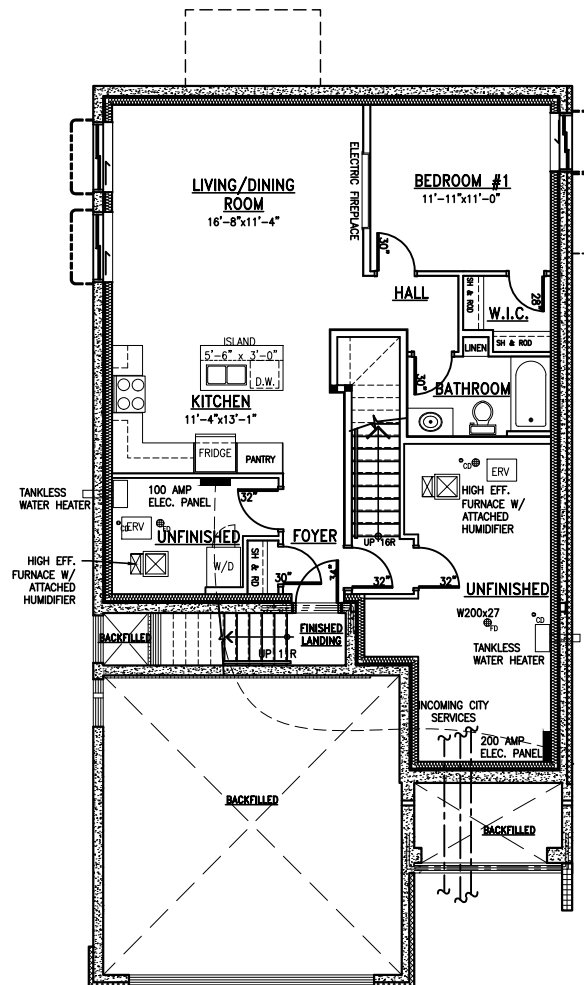 LIVING/DINING
ROOM
16'-8"x11'-4"
ELECTRIC FIREPLACE
BEDROOM #1
11'-11"x11'-0"
30"
HALL
SH & ROD
28"
W.I.C.
LINEN
SH & ROD
ISLAND
5'-6" x 3'-0"
D.W.
30"
BATHROOM
KITCHEN
11'-4"x13'-1"
FRIDGE
PANTRY
TANKLESS
WATER HEATER
100 AMP
ELEC. PANEL
32"
CD
ERV
FD
UNFINISHED
FOYER
HIGH EFF.
FURNACE W/
ATTACHED
HUMIDIFIER
W/D
SH & RD
30"
UP 16R
32"
32"
CD
ERV
HIGH EFF.
FURNACE W/
ATTACHED
HUMIDIFIER
UNFINISHED
W200x27
FD
CD
TANKLESS
WATER HEATER
BACKFILLED
UP 11R
FINISHED
LANDING
INCOMING CITY
SERVICES
200 AMP
ELEC. PANEL
BACKFILLED
BACKFILLED